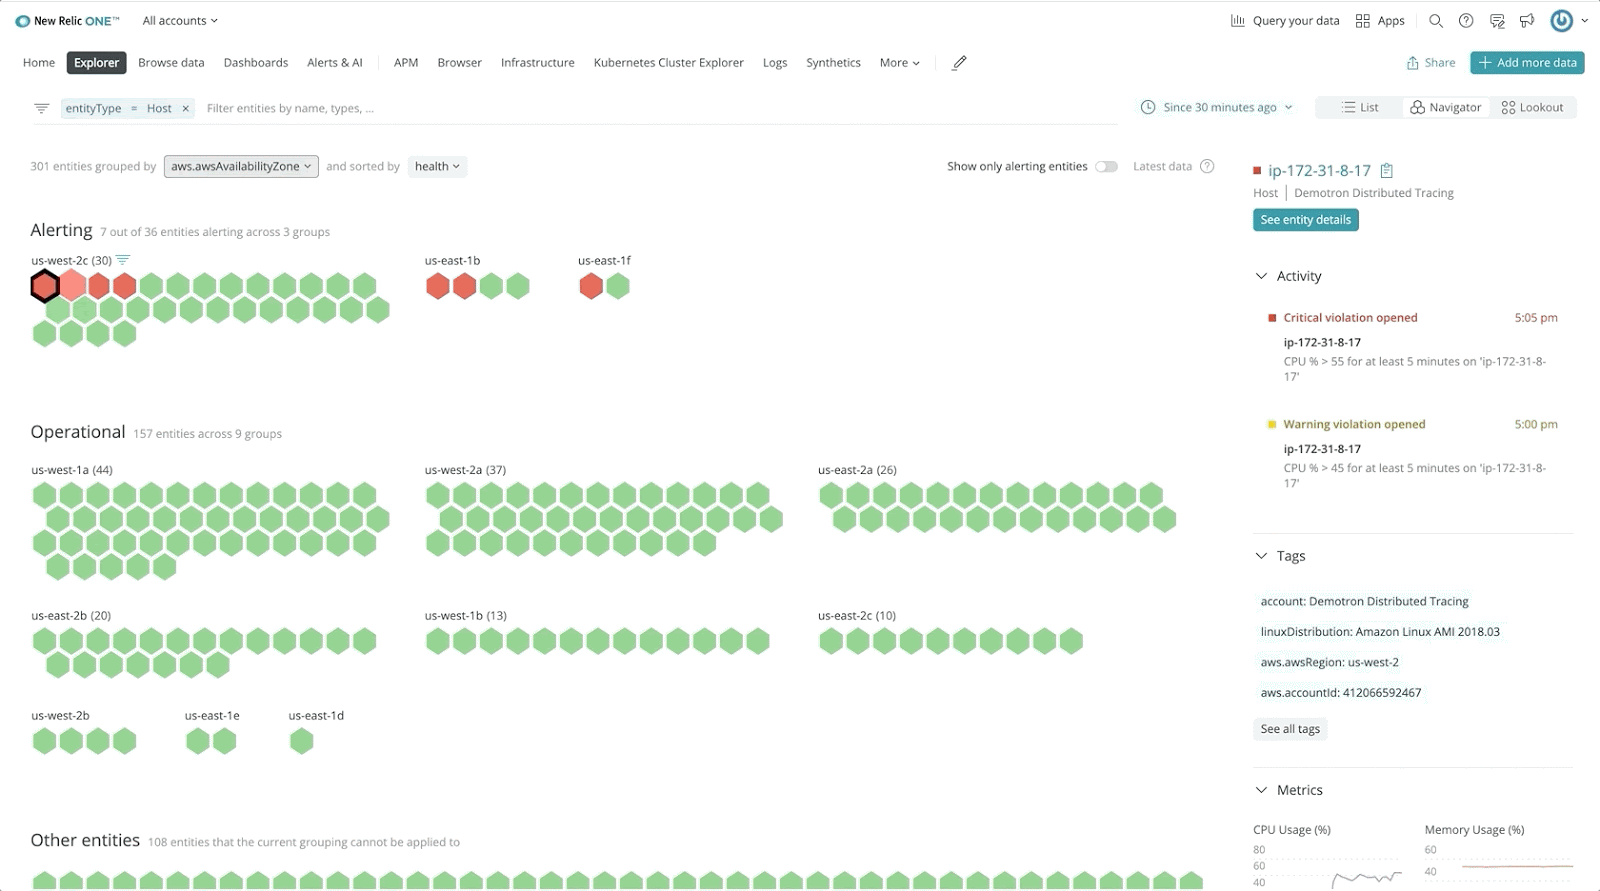 New Relic ONE™ All accounts Query your data Apps
Home Explorer Browse data Dashboards Alerts & AI APM Browser Infrastructure Kubernetes Cluster Explorer Logs Synthetics More Share + Add more data
entityType = Host × Filter entities by name, types, ... Since 30 minutes ago List Navigator Lookout
301 entities grouped by aws.awsAvailabilityZone and sorted by health Show only alerting entities Latest data ?
Alerting 7 out of 36 entities alerting across 3 groups
us-west-2c (30) us-east-1b us-east-1f
Operational 157 entities across 9 groups
us-west-1a (44) us-west-2a (37) us-east-2a (26)
us-east-2b (20) us-west-1b (13) us-east-2c (10)
us-west-2b us-east-1e us-east-1d
Other entities 108 entities that the current grouping cannot be applied to
ip-172-31-8-17
Host | Demotron Distributed Tracing
See entity details
Activity
Critical violation opened 5:05 pm
ip-172-31-8-17
CPU % > 55 for at least 5 minutes on 'ip-172-31-8-
17'
Warning violation opened 5:00 pm
ip-172-31-8-17
CPU % > 45 for at least 5 minutes on 'ip-172-31-8-
17'
Tags
account: Demotron Distributed Tracing
linuxDistribution: Amazon Linux AMI 2018.03
aws.awsRegion: us-west-2
aws.accountId: 412066592467
See all tags
Metrics
CPU Usage (%) Memory Usage (%)
80 60
60 40
40